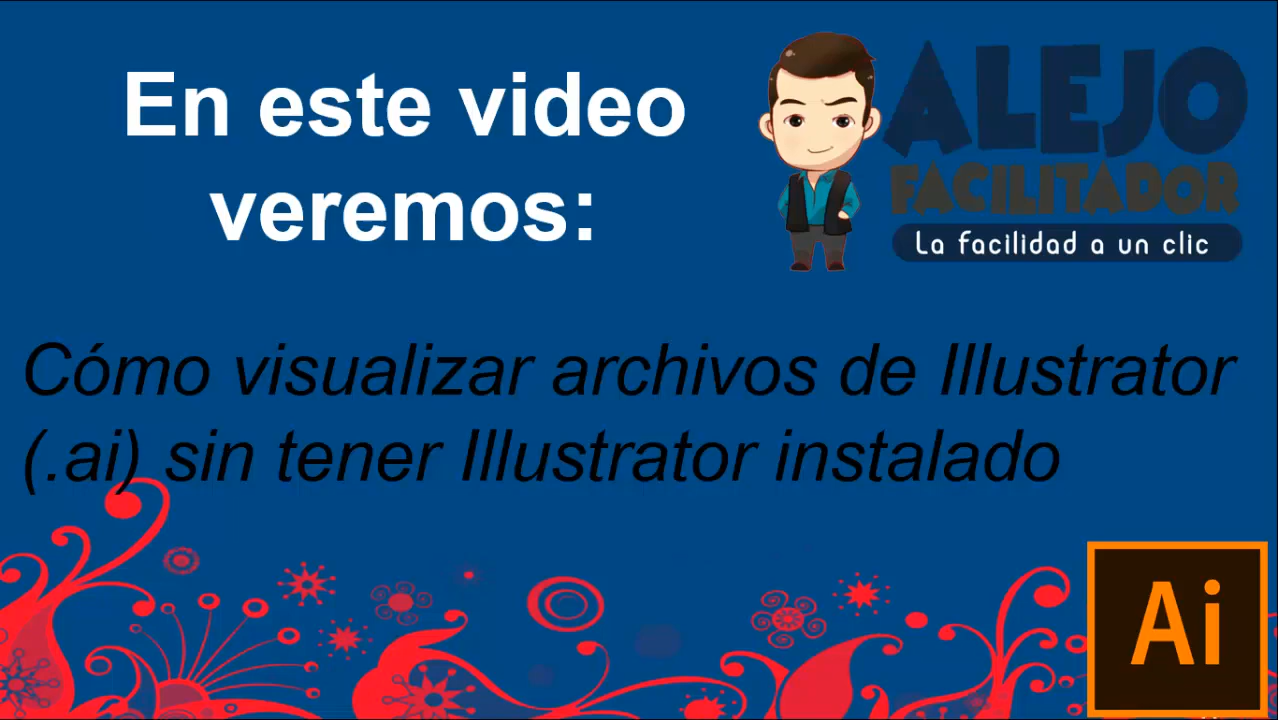 En este video
veremos:
ALEJO
FACILITADOR
La facilidad a un clic
Cómo visualizar archivos de Illustrator
(.ai) sin tener Illustrator instalado
Ai